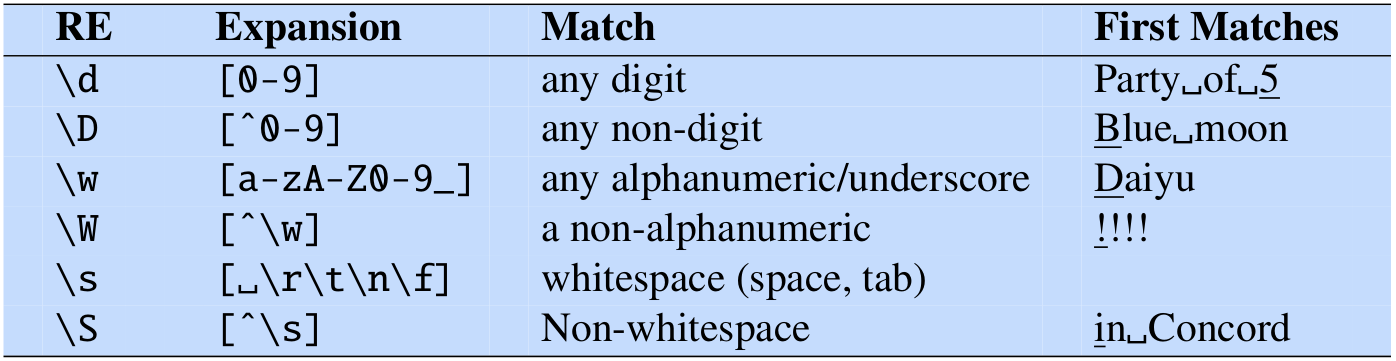 RE Expansion Match First Matches
\d [0-9] any digit Party␣of␣5
\D [^0-9] any non-digit Blue␣moon
\w [a-zA-Z0-9_] any alphanumeric/underscore Daiyu
\W [^\w] a non-alphanumeric !!!!
\s [␣\r\t\n\f] whitespace (space, tab)
\S [^\s] Non-whitespace in␣Concord